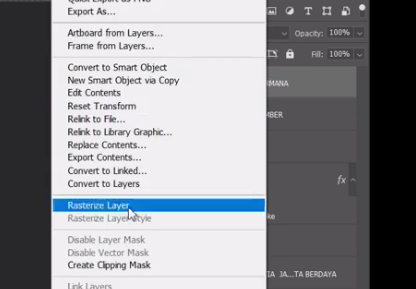 Quick Export as PNG
Export As...
Artboard from Layers...
Frame from Layers...
Convert to Smart Object
New Smart Object via Copy
Edit Contents
Reset Transform
Relink to File...
Relink to Library Graphic...
Replace Contents...
Export Contents...
Convert to Linked...
Convert to Layers
Rasterize Layer
Rasterize Layer Style
Disable Layer Mask
Disable Vector Mask
Create Clipping Mask
Link Layers
Opacity: 100%
Fill: 100%
RMANA
MBER
fx
ke
IA JA...TA BERDAYA